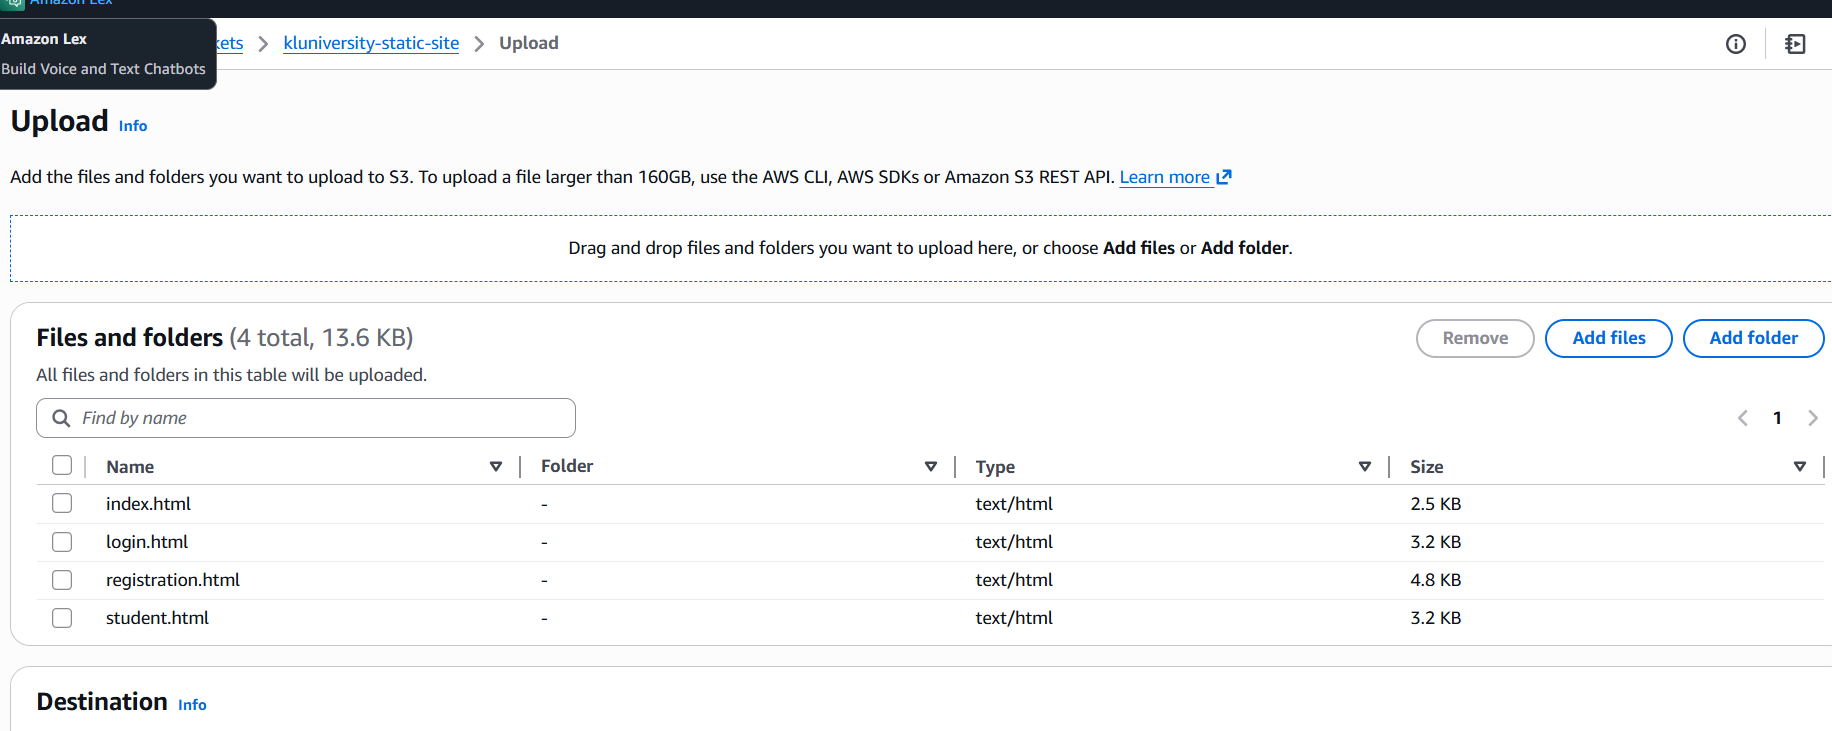 Amazon Lex
Amazon Lex
Build Voice and Text Chatbots
kets > kluniversity-static-site > Upload
Upload Info
Add the files and folders you want to upload to S3. To upload a file larger than 160GB, use the AWS CLI, AWS SDKs or Amazon S3 REST API. Learn more
Drag and drop files and folders you want to upload here, or choose Add files or Add folder.
Files and folders (4 total, 13.6 KB)
Remove Add files Add folder
All files and folders in this table will be uploaded.
Find by name
1
Name Folder Type Size
index.html - text/html 2.5 KB
login.html - text/html 3.2 KB
registration.html - text/html 4.8 KB
student.html - text/html 3.2 KB
Destination Info